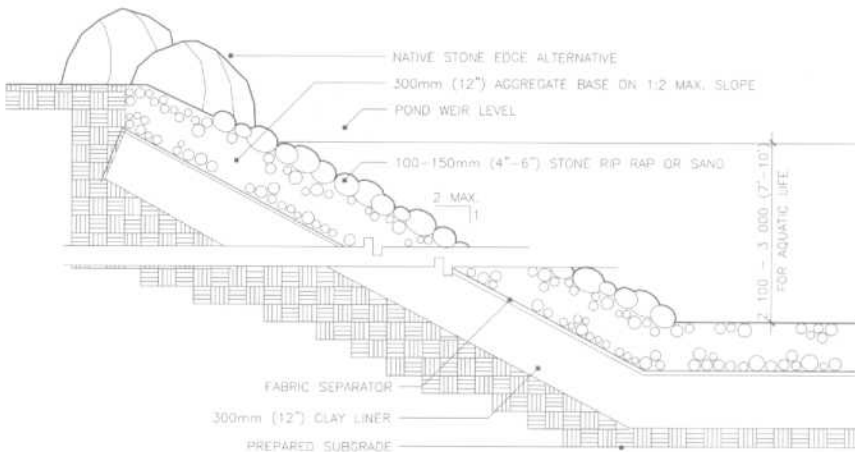 NATIVE STONE EDGE ALTERNATIVE
300mm (12") AGGREGATE BASE ON 1:2 MAX. SLOPE
POND WEIR LEVEL
100-150mm (4"-6") STONE RIP RAP OR SAND
2 MAX.
1
2 100 - 3 000 (7'-10')
FOR AQUATIC LIFE
FABRIC SEPARATOR
300mm (12") CLAY LINER
PREPARED SUBGRADE